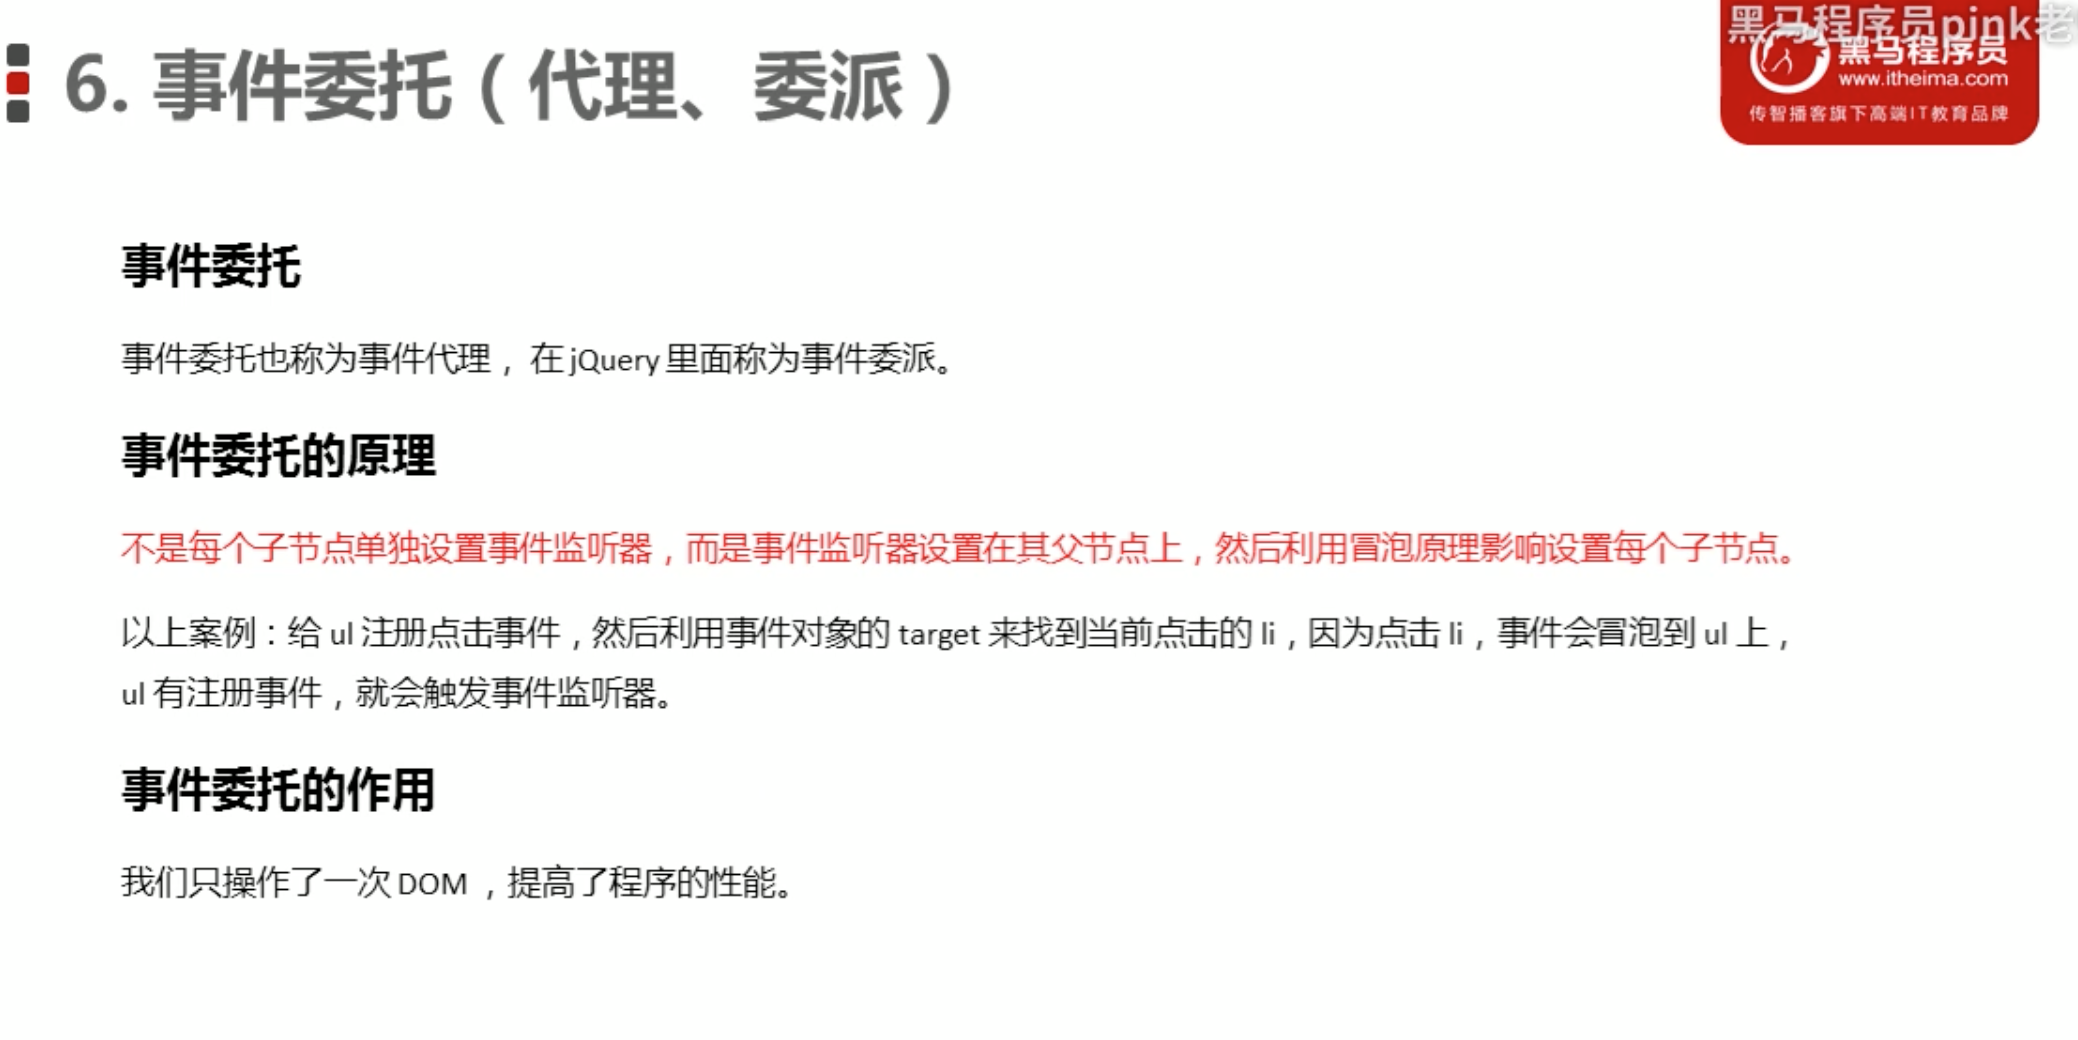 黑马程序员pink老
6. 事件委托（代理、委派）
黑马程序员
www.itheima.com
传智播客旗下高端IT教育品牌
事件委托
事件委托也称为事件代理，在 jQuery 里面称为事件委派。
事件委托的原理
不是每个子节点单独设置事件监听器，而是事件监听器设置在其父节点上，然后利用冒泡原理影响设置每个子节点。
以上案例：给 ul 注册点击事件，然后利用事件对象的 target 来找到当前点击的 li，因为点击 li，事件会冒泡到 ul 上，
ul 有注册事件，就会触发事件监听器。
事件委托的作用
我们只操作了一次 DOM ，提高了程序的性能。